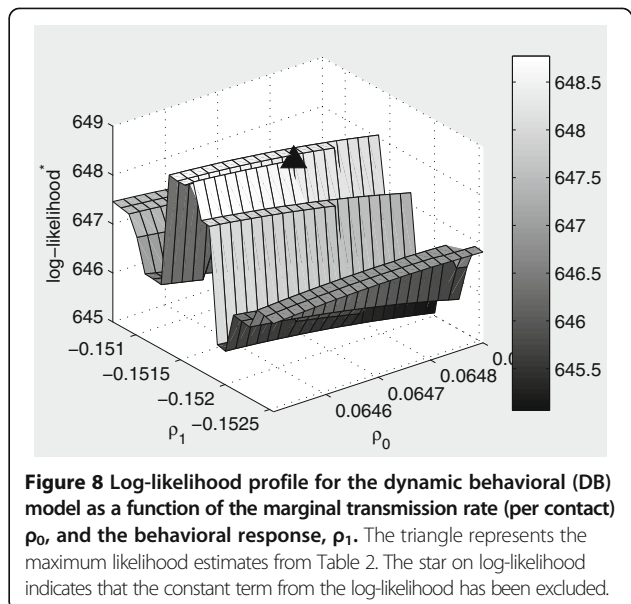 649
648
647
646
645
log-likelihood*
−0.151
−0.1515
−0.152
−0.1525
ρ1
0.0646
0.0647
0.0648
0.0
ρ0
648.5
648
647.5
647
646.5
646
645.5
Figure 8 Log-likelihood profile for the dynamic behavioral (DB)
model as a function of the marginal transmission rate (per contact)
ρ0, and the behavioral response, ρ1. The triangle represents the
maximum likelihood estimates from Table 2. The star on log-likelihood
indicates that the constant term from the log-likelihood has been excluded.